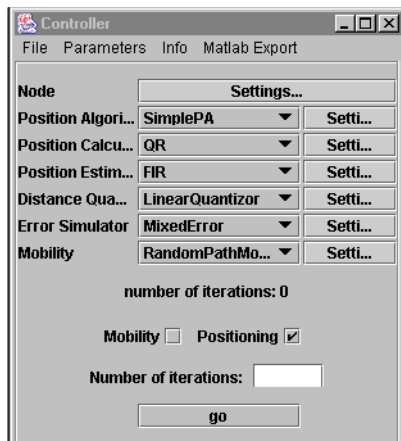 Controller
File Parameters Info Matlab Export
Node Settings...
Position Algori... SimplePA Setti...
Position Calcu... QR Setti...
Position Estim... FIR Setti...
Distance Qua... LinearQuantizor Setti...
Error Simulator MixedError Setti...
Mobility RandomPathMo... Setti...
number of iterations: 0
Mobility Positioning
Number of iterations:
go